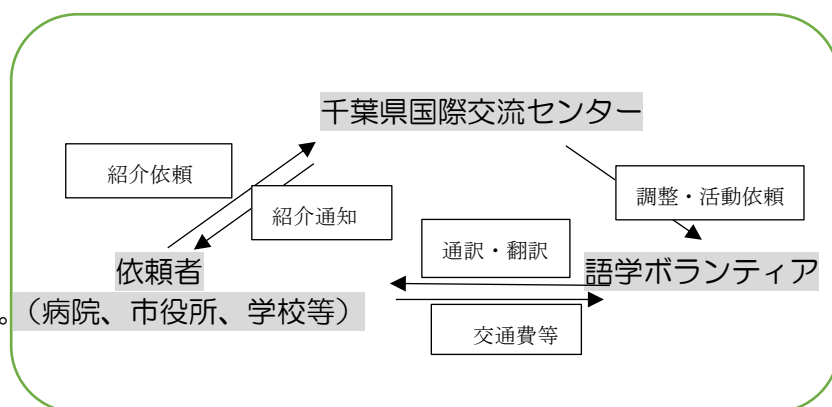 千葉県国際交流センター
紹介依頼
紹介通知
調整・活動依頼
通訳・翻訳
依頼者
語学ボランティア
。(病院、市役所、学校等)
交通費等